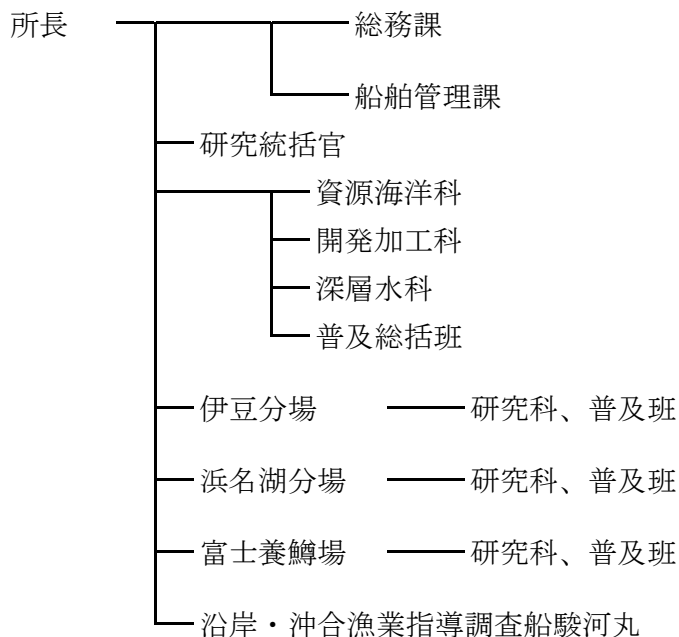 所長 総務課
船舶管理課
研究統括官
資源海洋科
開発加工科
深層水科
普及総括班
伊豆分場 研究科、普及班
浜名湖分場 研究科、普及班
富士養鱒場 研究科、普及班
沿岸・沖合漁業指導調査船駿河丸